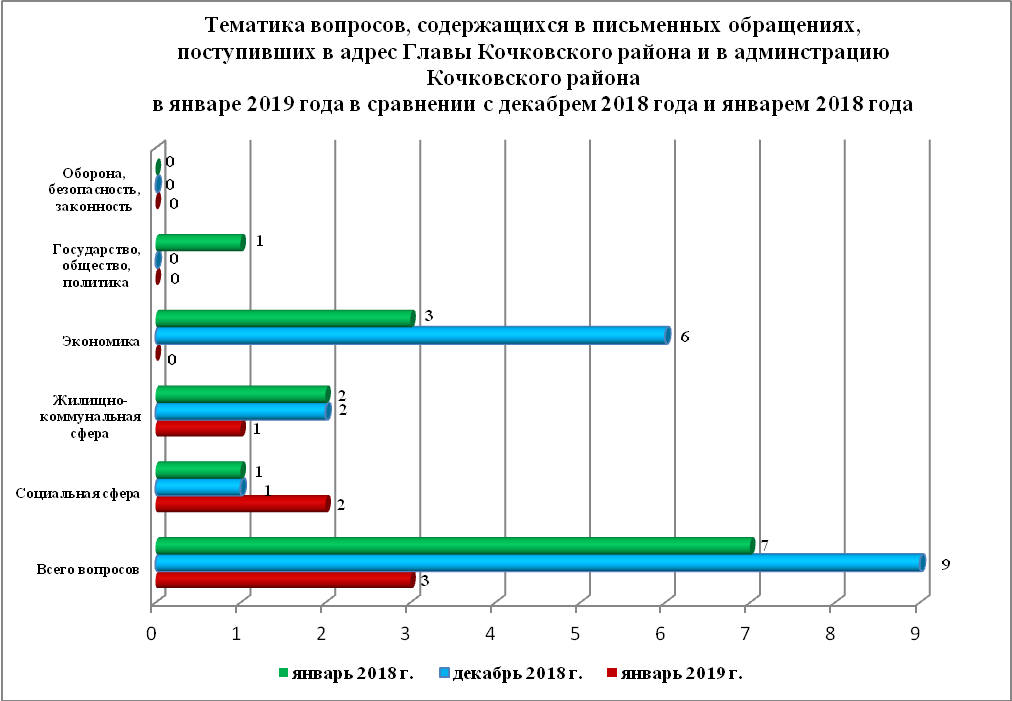 Тематика вопросов, содержащихся в письменных обращениях,
поступивших в адрес Главы Кочковского района и в админстрацию
Кочковского района
в январе 2019 года в сравнении с декабрем 2018 года и январем 2018 года
Оборона,
безопасность,
законность
0
0
0
Государство,
общество,
политика
1
0
0
Экономика
3
6
0
Жилищно-
коммунальная
сфера
2
2
1
Социальная сфера
1
1
2
Всего вопросов
7
9
3
0 1 2 3 4 5 6 7 8 9
январь 2018 г. декабрь 2018 г. январь 2019 г.